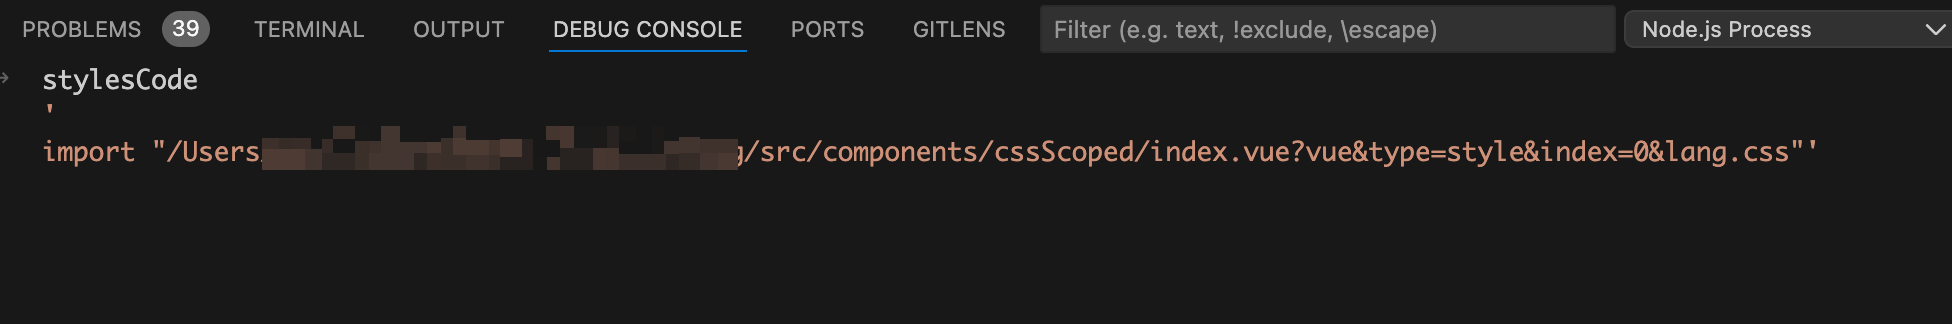 PROBLEMS 39 TERMINAL OUTPUT DEBUG CONSOLE PORTS GITLENS Filter (e.g. text, !exclude, \escape) Node.js Process
stylesCode
'
import "/Users /src/components/cssScoped/index.vue?vue&type=style&index=0&lang.css"'